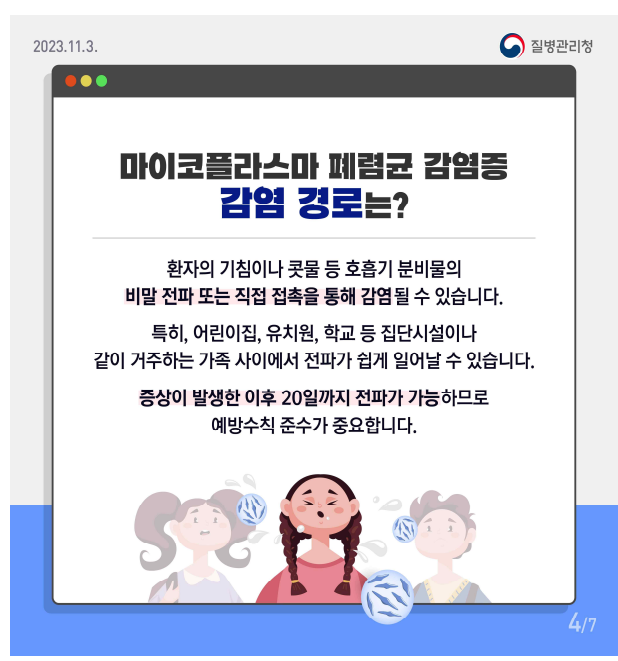 2023.11.3.
질병관리청
마이코플라스마 폐렴균 감염증
감염 경로는?
환자의 기침이나 콧물 등 호흡기 분비물의
비말 전파 또는 직접 접촉을 통해 감염될 수 있습니다.
특히, 어린이집, 유치원, 학교 등 집단시설이나
같이 거주하는 가족 사이에서 전파가 쉽게 일어날 수 있습니다.
증상이 발생한 이후 20일까지 전파가 가능하므로
예방수칙 준수가 중요합니다.
4/7